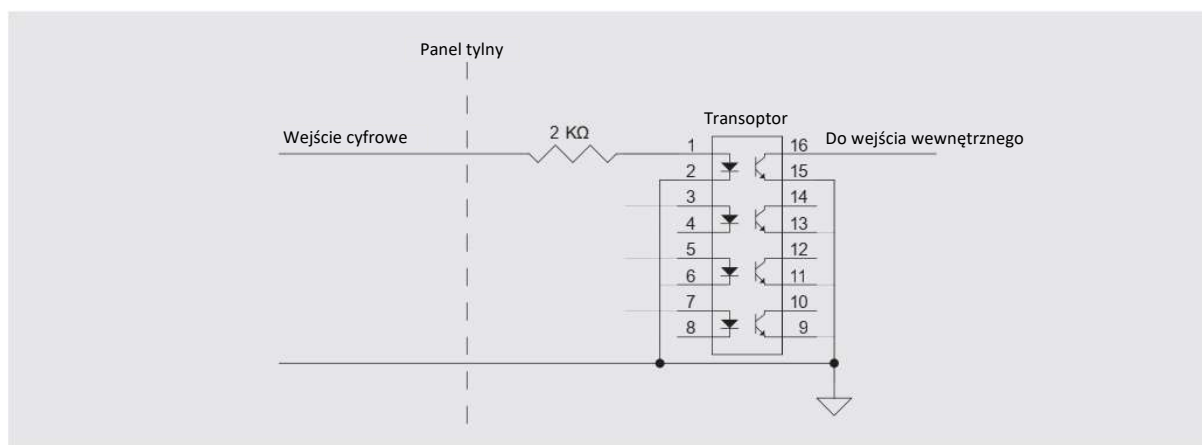 Panel tylny
Wejście cyfrowe
2 KΩ
Transoptor
Do wejścia wewnętrznego
1 16
2 15
3 14
4 13
5 12
6 11
7 10
8 9